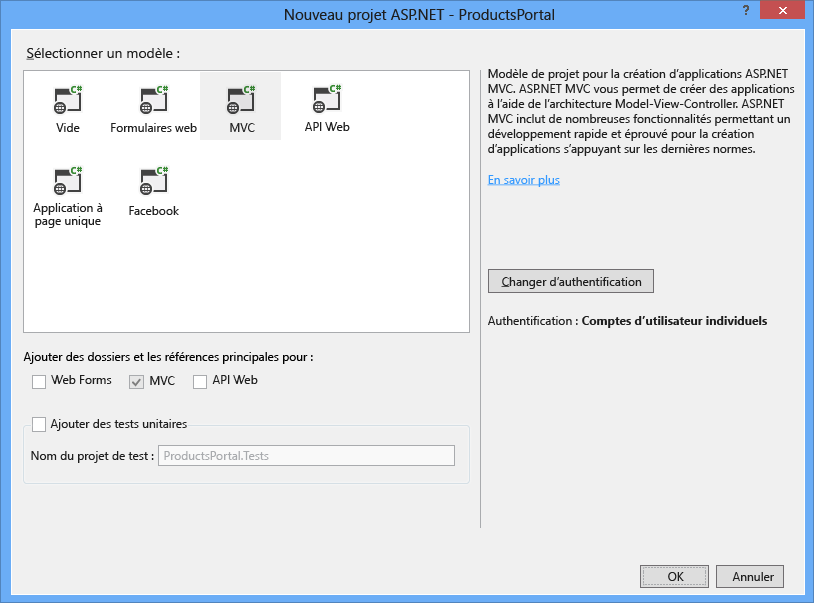 Nouveau projet ASP.NET - ProductsPortal
?
Sélectionner un modèle :
C#
C#
C#
C#
Vide
Formulaires web
MVC
API Web
C#
C#
Application à
page unique
Facebook
Modèle de projet pour la création d'applications ASP.NET
MVC. ASP.NET MVC vous permet de créer des applications
à l'aide de l'architecture Model-View-Controller. ASP.NET
MVC inclut de nombreuses fonctionnalités permettant un
développement rapide et éprouvé pour la création
d'applications s'appuyant sur les dernières normes.
En savoir plus
Changer d'authentification
Authentification : Comptes d'utilisateur individuels
Ajouter des dossiers et les références principales pour :
Web Forms
MVC
API Web
Ajouter des tests unitaires
Nom du projet de test : ProductsPortal.Tests
OK
Annuler